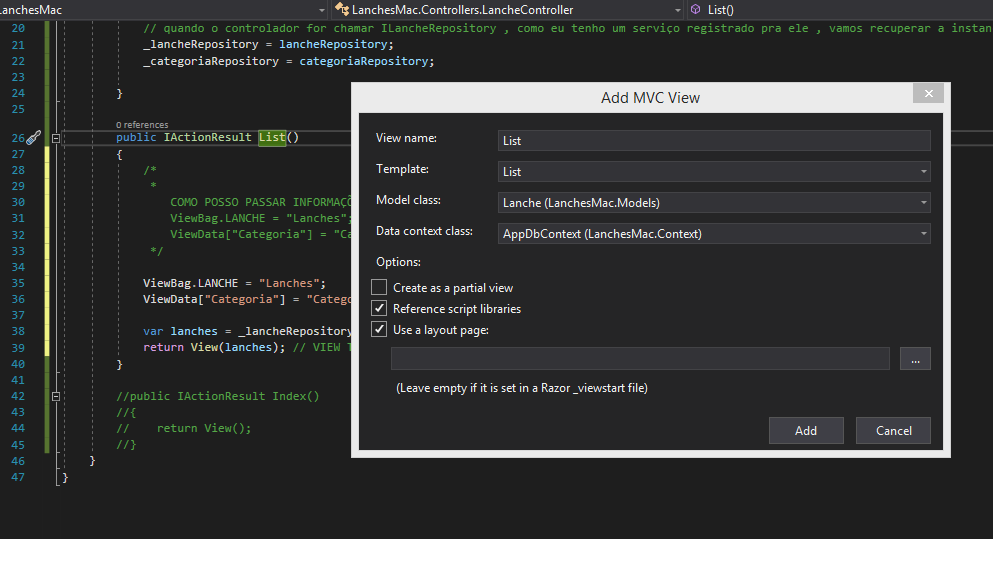 LanchesMac LanchesMac.Controllers.LancheController List()
20 // quando o controlador for chamar ILancheRepository , como eu tenho um serviço registrado pra ele , vamos recuperar a instan
21 _lancheRepository = lancheRepository;
22 _categoriaRepository = categoriaRepository;
23
24 }
25
0 references
26 public IActionResult List()
27 {
28 /*
29 *
30 COMO POSSO PASSAR INFORMAÇÕ
31 ViewBag.LANCHE = "Lanches";
32 ViewData["Categoria"] = "Ca
33 */
34
35 ViewBag.LANCHE = "Lanches";
36 ViewData["Categoria"] = "Catego
37
38 var lanches = _lancheRepository
39 return View(lanches); // VIEW T
40 }
41
42 //public IActionResult Index()
43 //{
44 // return View();
45 //}
46 }
47 }
Add MVC View
View name: List
Template: List
Model class: Lanche (LanchesMac.Models)
Data context class: AppDbContext (LanchesMac.Context)
Options:
Create as a partial view
Reference script libraries
Use a layout page:
...
(Leave empty if it is set in a Razor _viewstart file)
Add Cancel